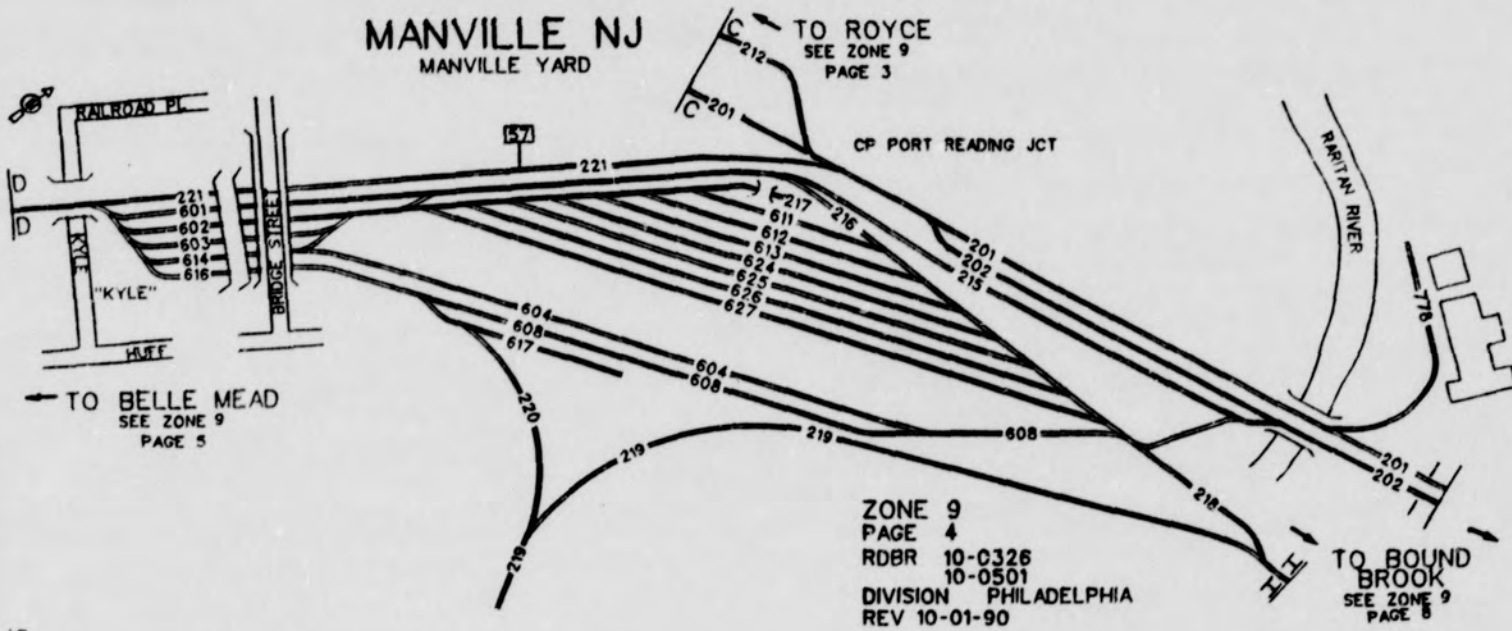 MANVILLE NJ
MANVILLE YARD
C
TO ROYCE
SEE ZONE 9
PAGE 3
212
C
201
CP PORT READING JCT
RAILROAD PL
57
221
RARITAN RIVER
D
D
221
601
602
603
614
616
KYLE
"KYLE"
BRIDGE STREET
HUFF
217
216
611
612
613
624
625
626
627
201
202
215
778
604
608
617
604
608
220
219
219
608
219
218
201
202
TO BELLE MEAD
SEE ZONE 9
PAGE 5
ZONE 9
PAGE 4
RDBR 10-0326
10-0501
DIVISION PHILADELPHIA
REV 10-01-90
H
H
TO BOUND
BROOK
SEE ZONE 9
PAGE 8